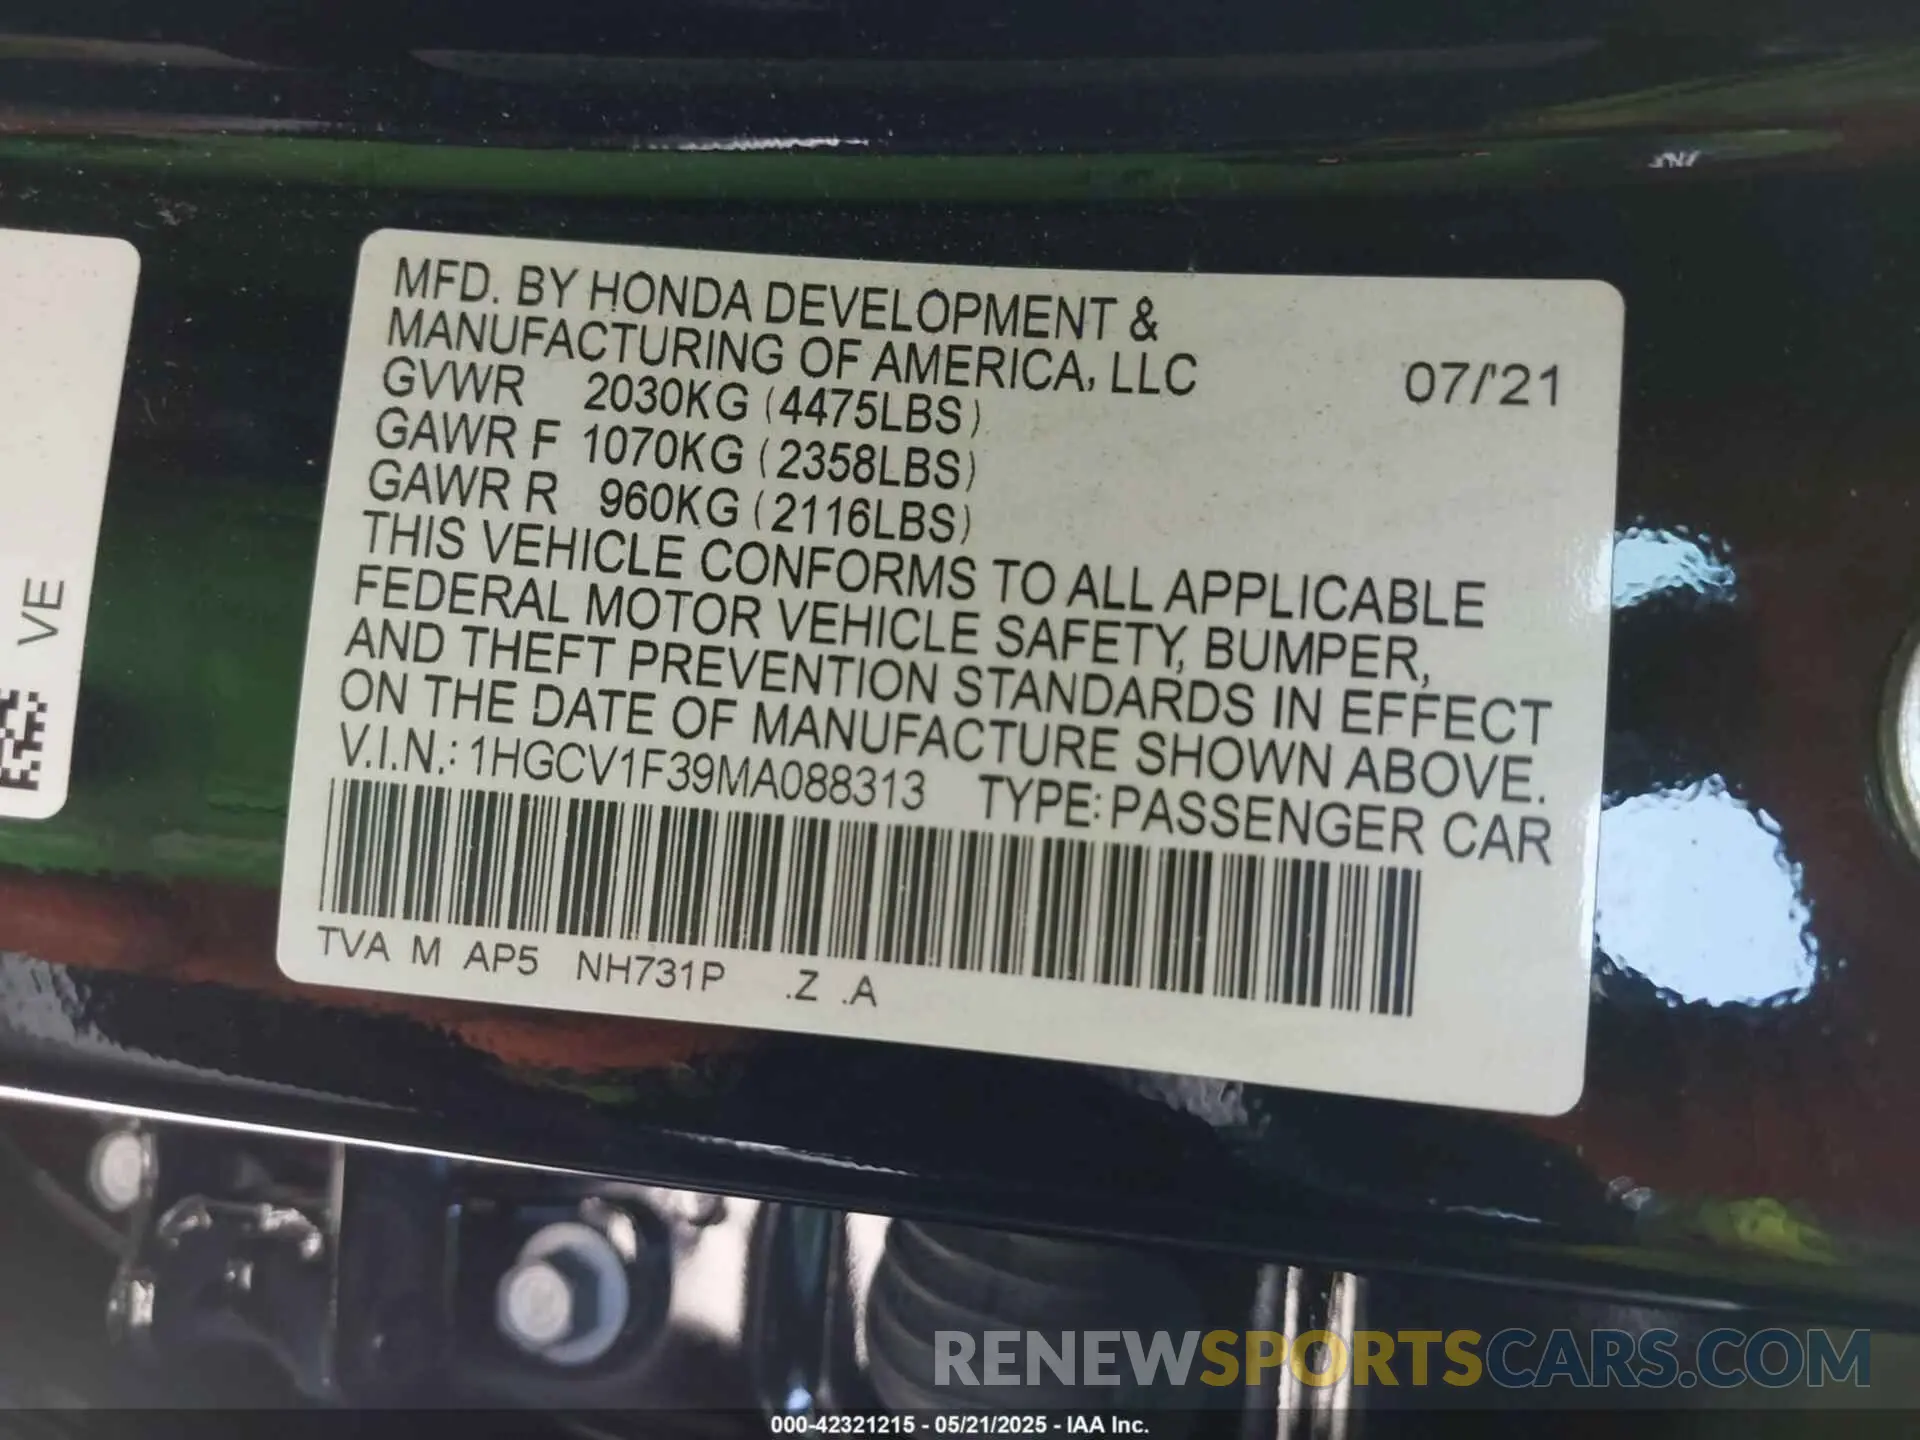 MFD. BY HONDA DEVELOPMENT &
MANUFACTURING OF AMERICA, LLC
07/'21
GVWR 2030KG (4475LBS)
GAWR F 1070KG (2358LBS)
GAWR R 960KG (2116LBS)
THIS VEHICLE CONFORMS TO ALL APPLICABLE
FEDERAL MOTOR VEHICLE SAFETY, BUMPER,
AND THEFT PREVENTION STANDARDS IN EFFECT
ON THE DATE OF MANUFACTURE SHOWN ABOVE.
V.I.N.: 1HGCV1F39MA088313 TYPE: PASSENGER CAR
TVA M AP5 NH731P .Z .A
VE
RENEWSPORTSCARS.COM
000-42321215 - 05/21/2025 - IAA Inc.